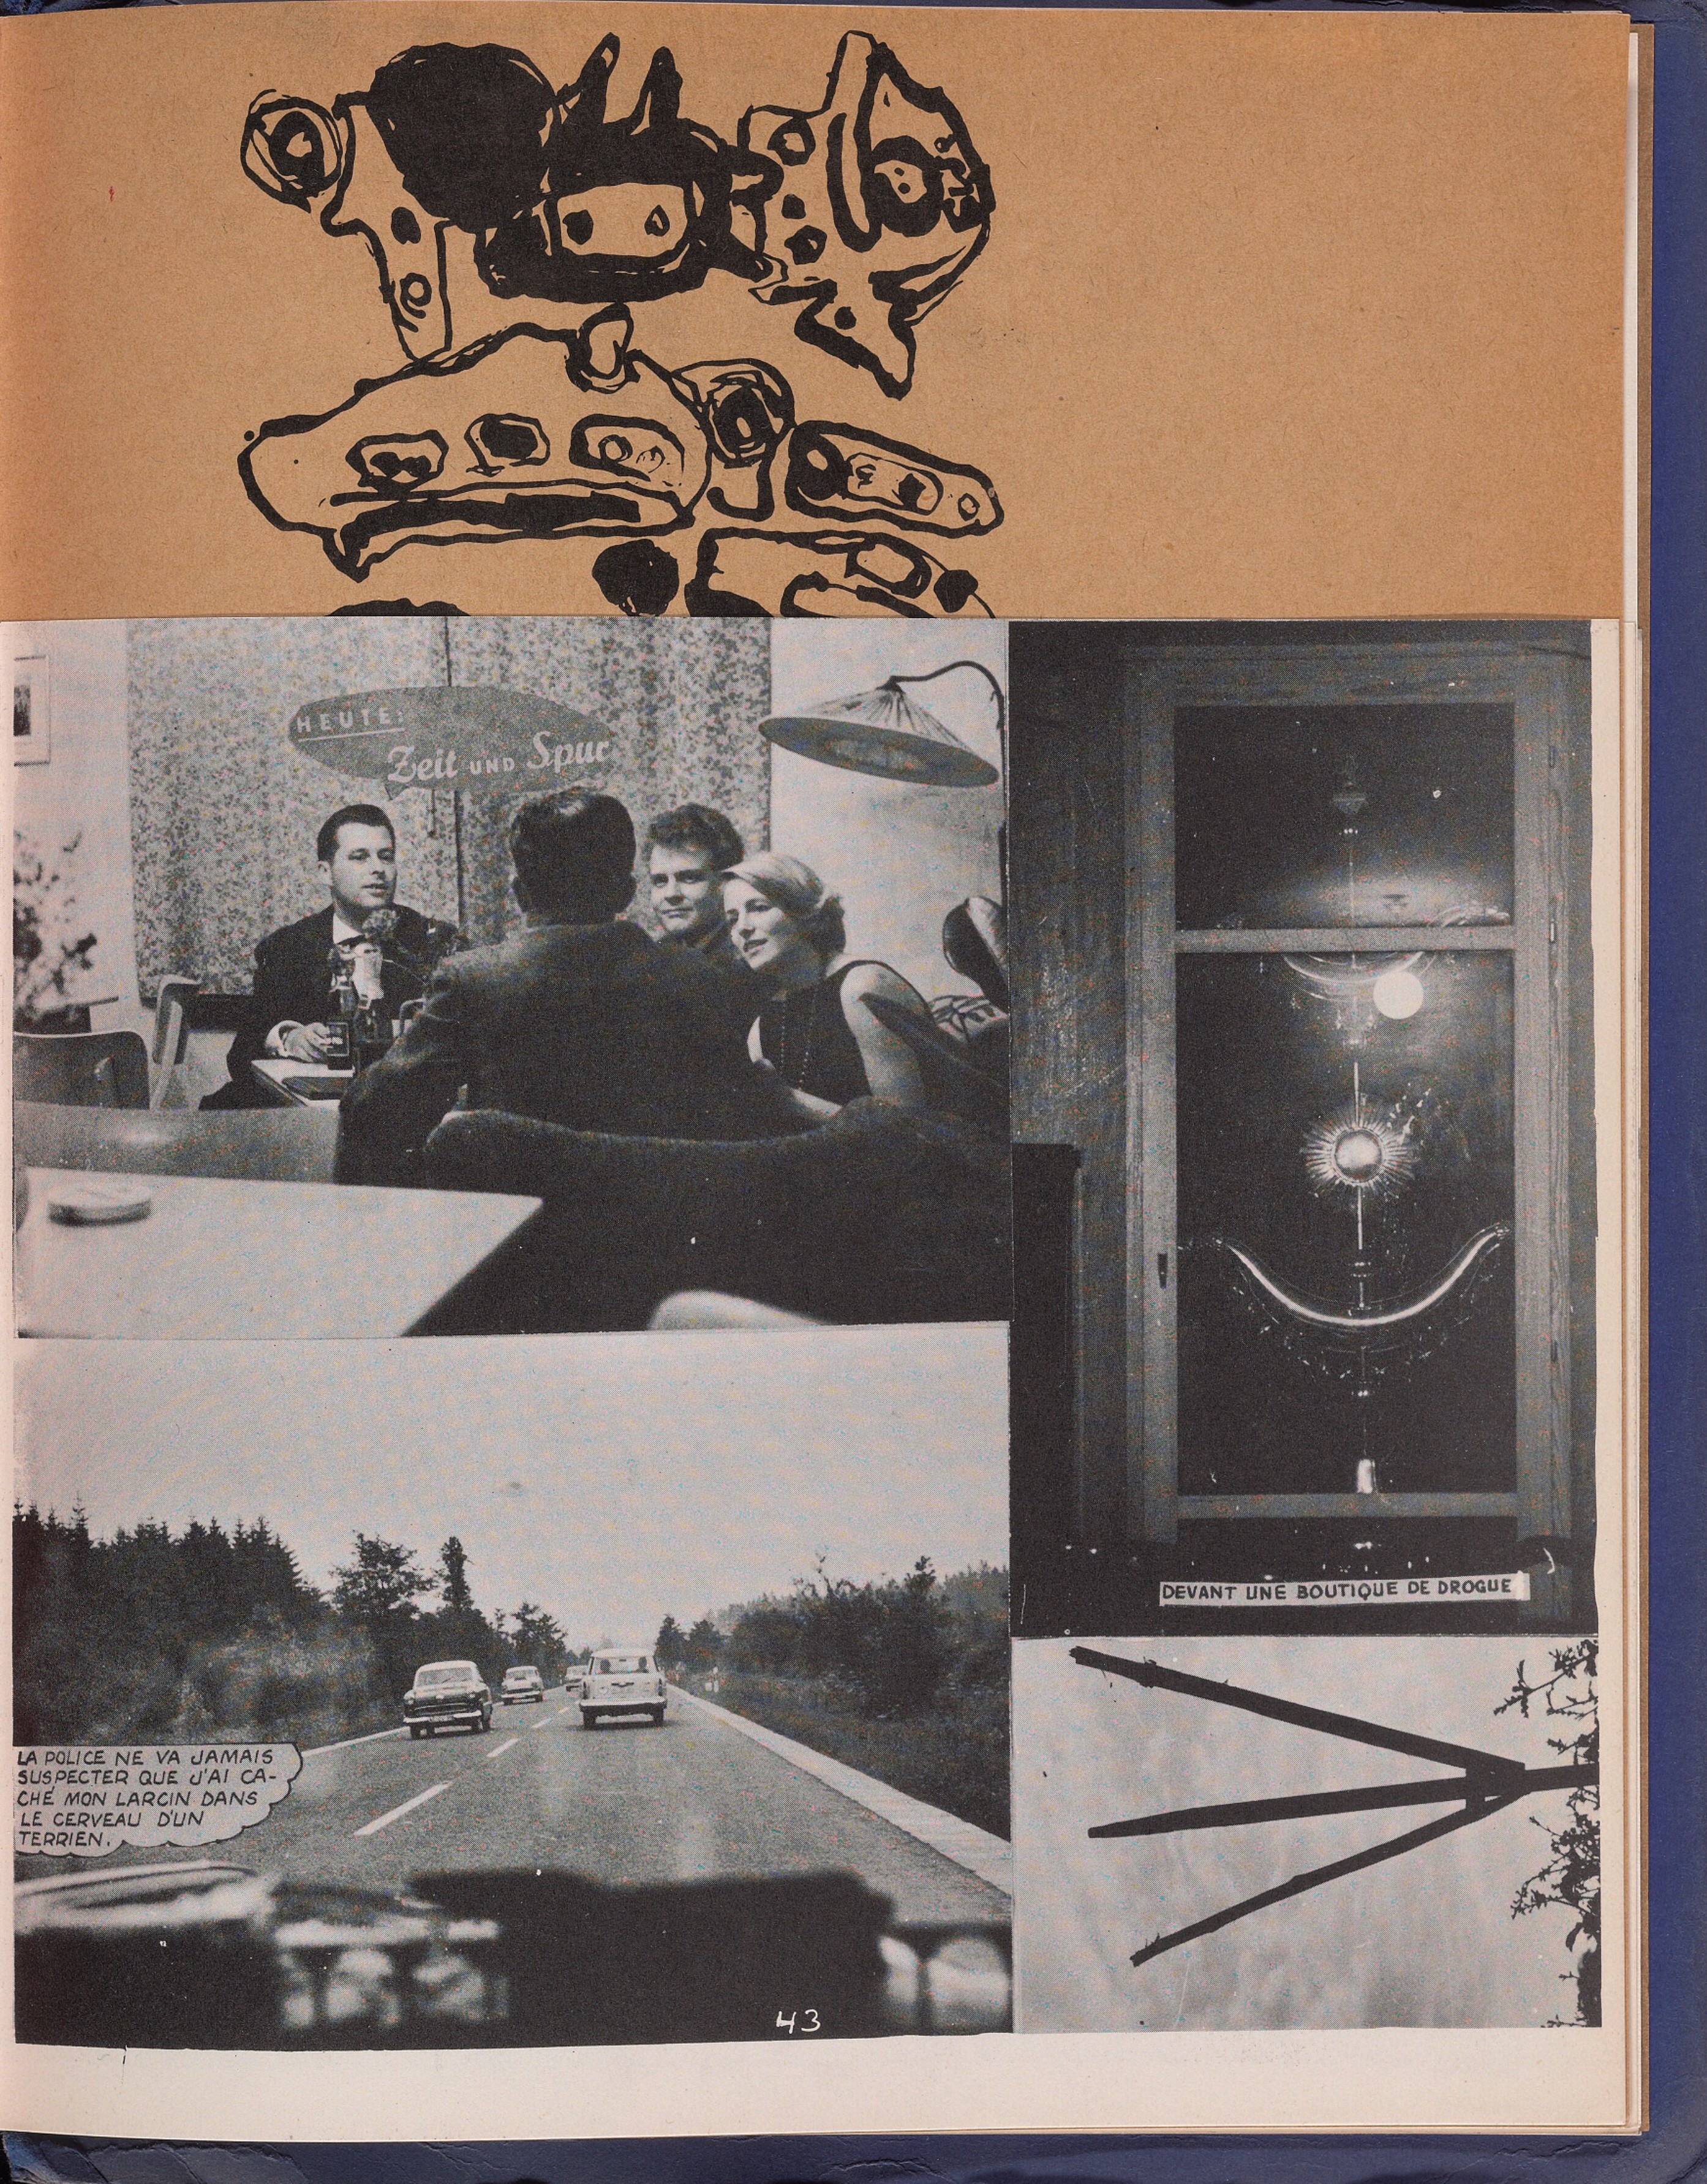 HEUTE:
Zeit UND Spur
DEVANT UNE BOUTIQUE DE DROGUE
LA POLICE NE VA JAMAIS
SUSPECTER QUE J'AI CA-
CHÉ MON LARCIN DANS
LE CERVEAU D'UN
TERRIEN.
43